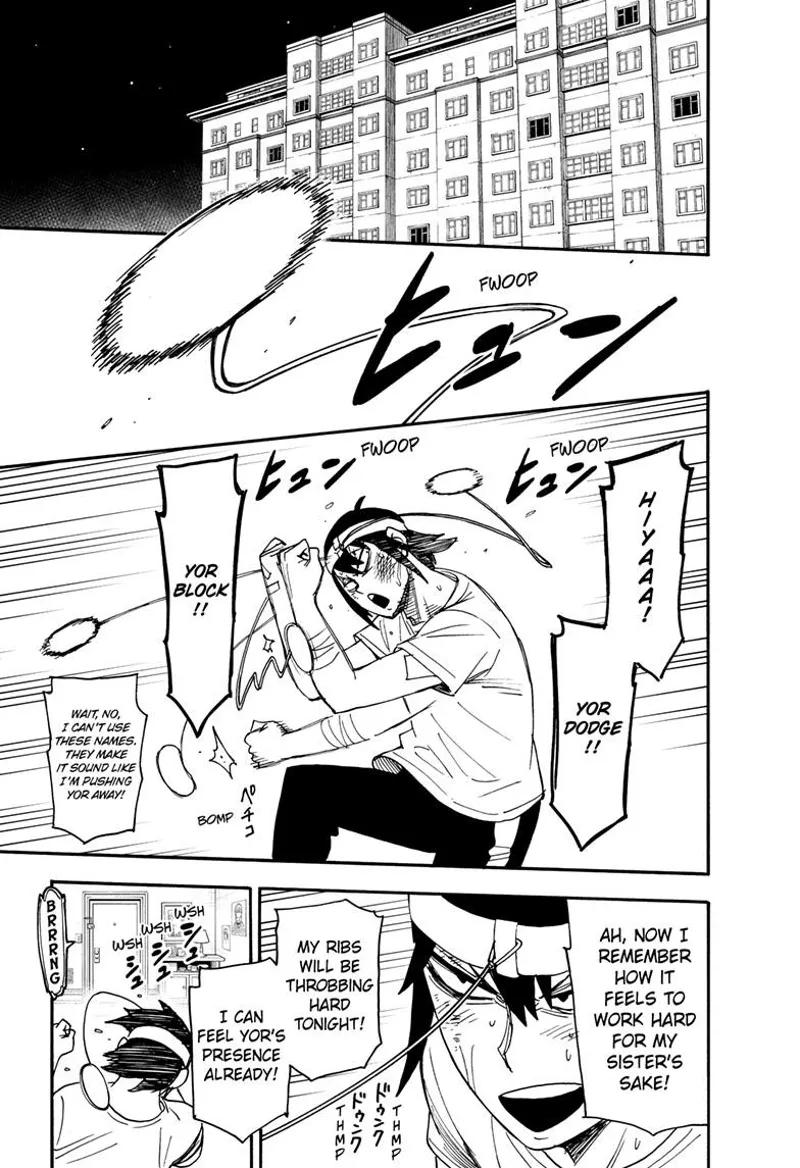 FWOOP
ヒュン
HIYAAA!
YOR
DODGE
!!
FWOOP
ヒュン
FWOOP
ヒュン
YOR
BLOCK
!!
WAIT, NO,
I CAN'T USE
THESE NAMES.
THEY MAKE
IT SOUND LIKE
I'M PUSHING
YOR AWAY!
BOMP
ペチコ
AH, NOW I
REMEMBER
HOW IT
FEELS TO
WORK HARD
FOR MY
SISTER'S
SAKE!
THMP
ドゥンク
THMP
ドゥンク
MY RIBS
WILL BE
THROBBING
HARD
TONIGHT!
I CAN
FEEL YOR'S
PRESENCE
ALREADY!
WSH
シュ
WSH
シュ
WSH
シュ
BRRRNG